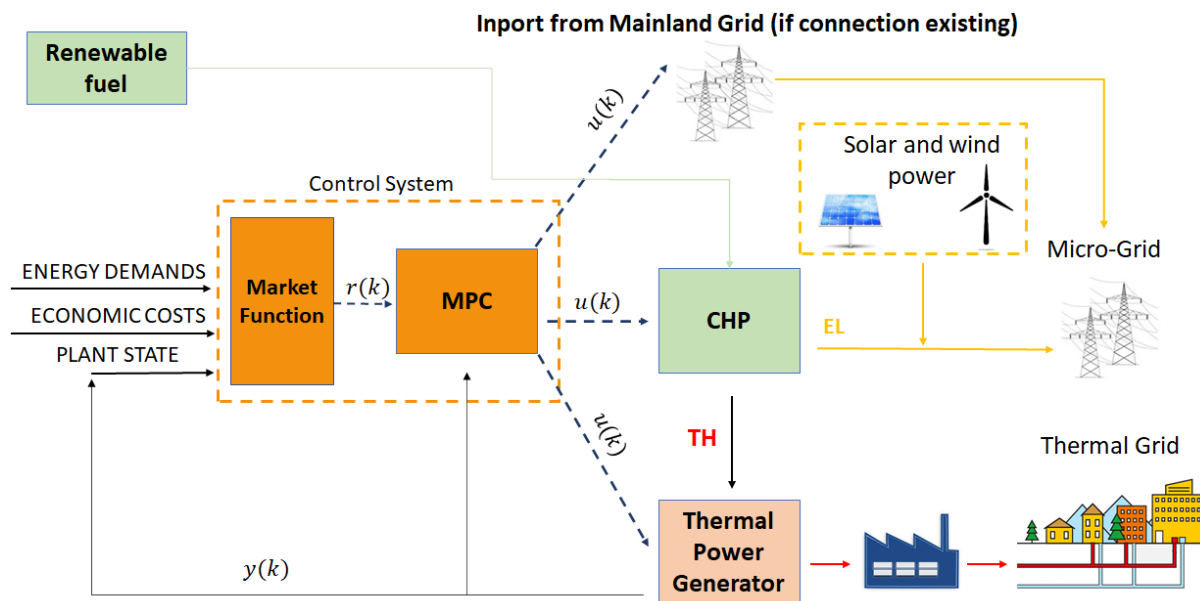 Inport from Mainland Grid (if connection existing)
Renewable
fuel
u(k)
Solar and wind
power
Control System
Micro-Grid
ENERGY DEMANDS
ECONOMIC COSTS
PLANT STATE
Market
Function
r(k)
MPC
u(k)
CHP
EL
u(k)
TH
Thermal Grid
Thermal
Power
Generator
y(k)